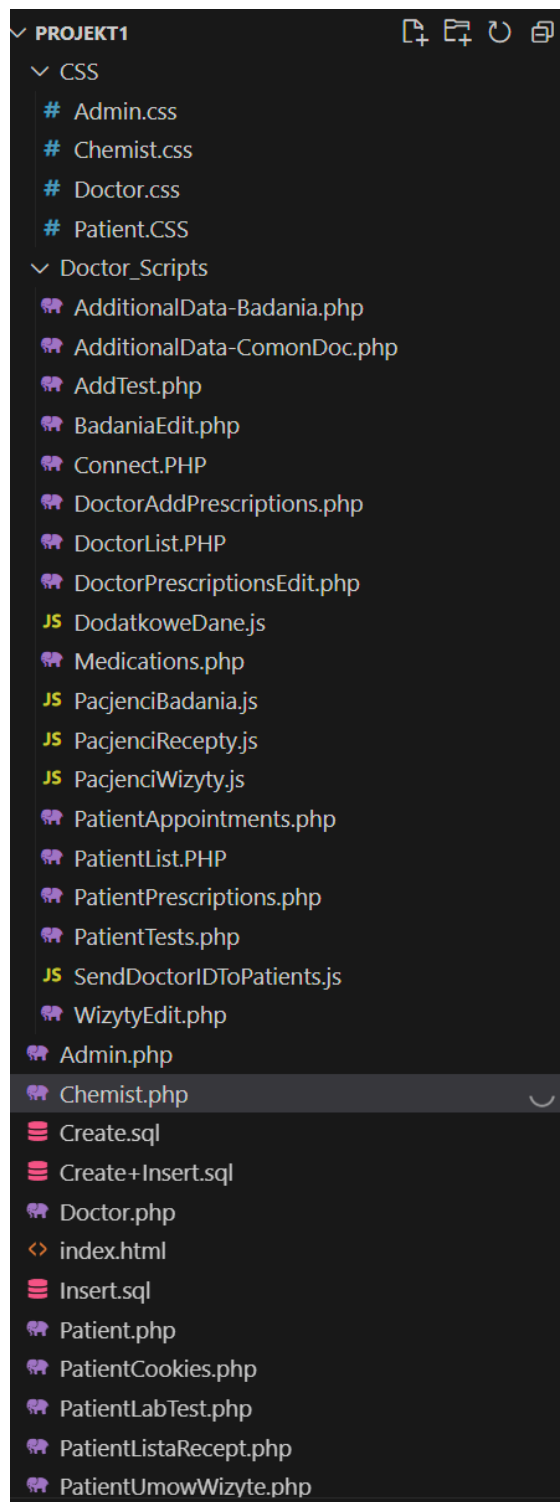 PROJEKT1
CSS
# Admin.css
# Chemist.css
# Doctor.css
# Patient.CSS
Doctor_Scripts
AdditionalData-Badania.php
AdditionalData-ComonDoc.php
AddTest.php
BadaniaEdit.php
Connect.PHP
DoctorAddPrescriptions.php
DoctorList.PHP
DoctorPrescriptionsEdit.php
JS DodatkoweDane.js
Medications.php
JS PacjenciBadania.js
JS PacjenciRecepty.js
JS PacjenciWizyty.js
PatientAppointments.php
PatientList.PHP
PatientPrescriptions.php
PatientTests.php
JS SendDoctorIDToPatients.js
WizytyEdit.php
Admin.php
Chemist.php
Create.sql
Create+Insert.sql
Doctor.php
<> index.html
Insert.sql
Patient.php
PatientCookies.php
PatientLabTest.php
PatientListaRecept.php
PatientUmowWizyte.php